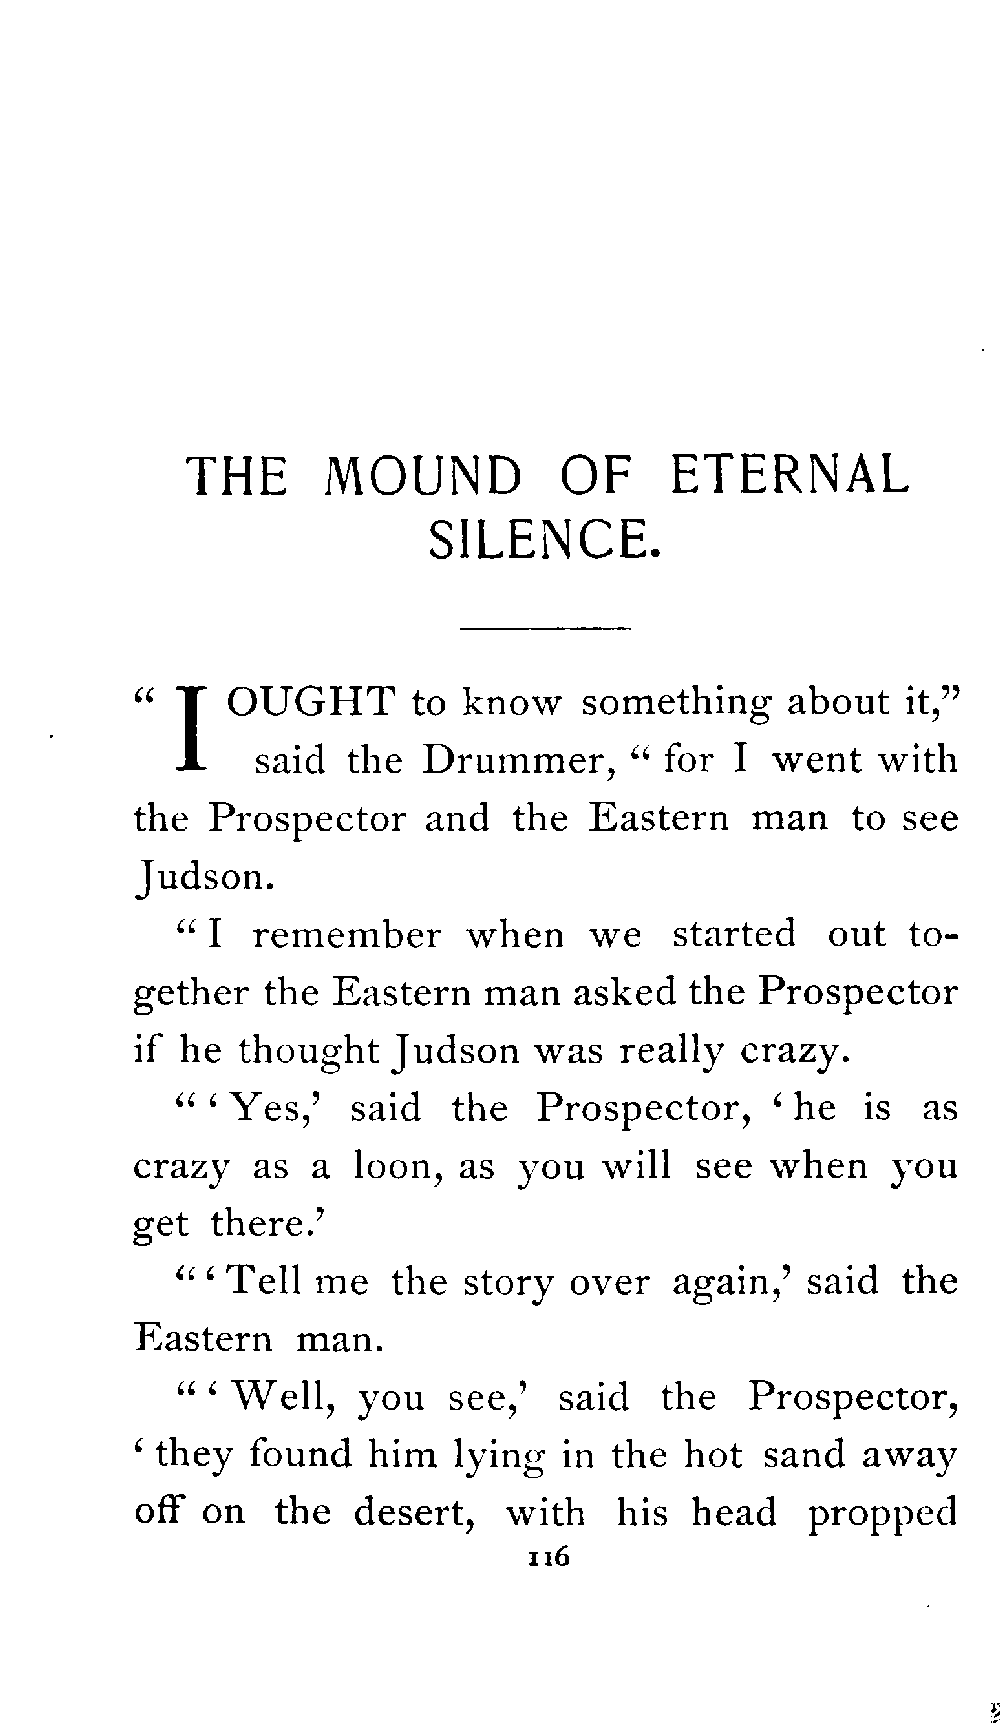 THE MOUND OF ETERNAL
SILENCE.
“ I OUGHT to know something about it,”
said the Drummer, “ for I went with
the Prospector and the Eastern man to see
Judson.
“ I remember when we started out to-
gether the Eastern man asked the Prospector
if he thought Judson was really crazy.
“ ‘ Yes,’ said the Prospector, ‘ he is as
crazy as a loon, as you will see when you
get there.’
“ ‘ Tell me the story over again,’ said the
Eastern man.
“ ‘ Well, you see,’ said the Prospector,
‘ they found him lying in the hot sand away
off on the desert, with his head propped
116